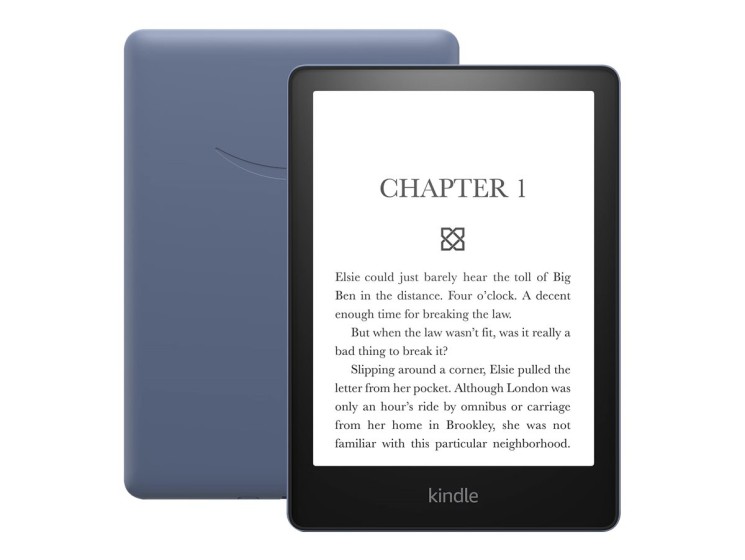 CHAPTER 1
Elsie could just barely hear the toll of Big
Ben in the distance. Four o’clock. A decent
enough time for breaking the law.
But when the law wasn’t fit, was it really a
bad thing to break it?
Slipping around a corner, Elsie pulled the
letter from her pocket. Although London was
only an hour’s ride by omnibus or carriage
from her home in Brookley, she was not
familiar with this particular neighborhood.
kindle